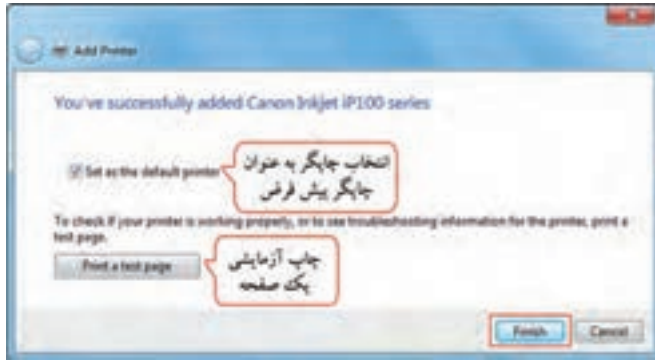 Add Printer
You've successfully added Canon Inkjet iP100 series
Set as the default printer
انتخاب چاپگر به عنوان
چاپگر پیش فرض
To check if your printer is working properly, or to see troubleshooting information for the printer, print a
test page.
Print a test page
چاپ آزمایشی
یک صفحه
Finish
Cancel